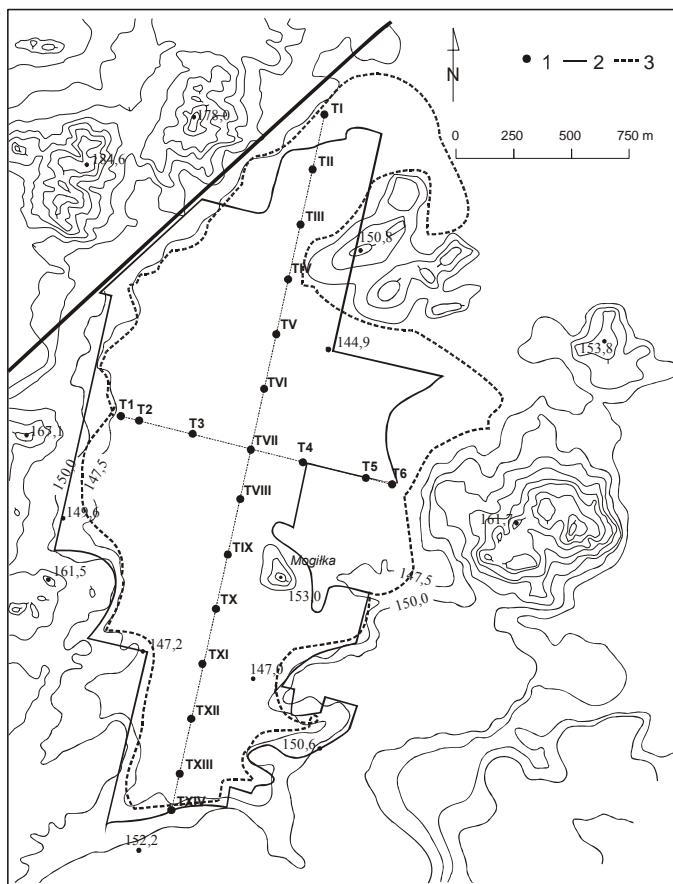 1 2 3
N
0 250 500 750 m
TI
178,0
184,6
TII
TIII
150,8
TIV
TV
144,9
153,8
TVI
T1
T2
T3
167,1
TVII
T4
150,0
147,5
T5
T6
TVIII
149,6
161,7
TIX
Mogiłka
147,5
161,5
153,0
150,0
TX
147,2
TXI
147,0
TXII
150,6
TXIII
TXIV
152,2